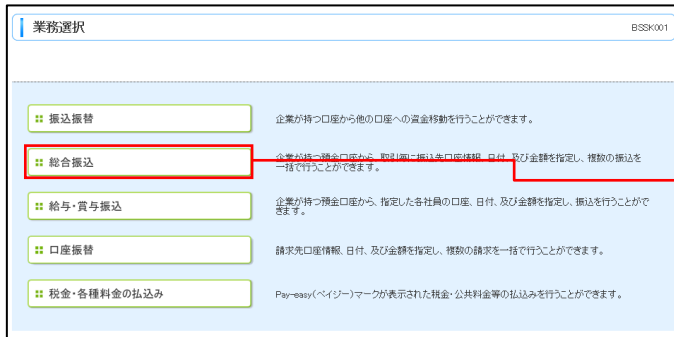 業務選択
BSSK001
振込振替
企業が持つ口座から他の口座への資金移動を行うことができます。
総合振込
企業が持つ預金口座から、取引画に振込先口座情報、日付、及び金額を指定し、複数の振込を
一括で行うことができます。
給与・賞与振込
企業が持つ預金口座から、指定した各社員の口座、日付、及び金額を指定し、振込を行うことがで
きます。
口座振替
請求先口座情報、日付、及び金額を指定し、複数の請求を一括で行うことができます。
税金・各種料金の払込み
Pay-easy(ペイジー)マークが表示された税金・公共料金等の払込みを行うことができます。